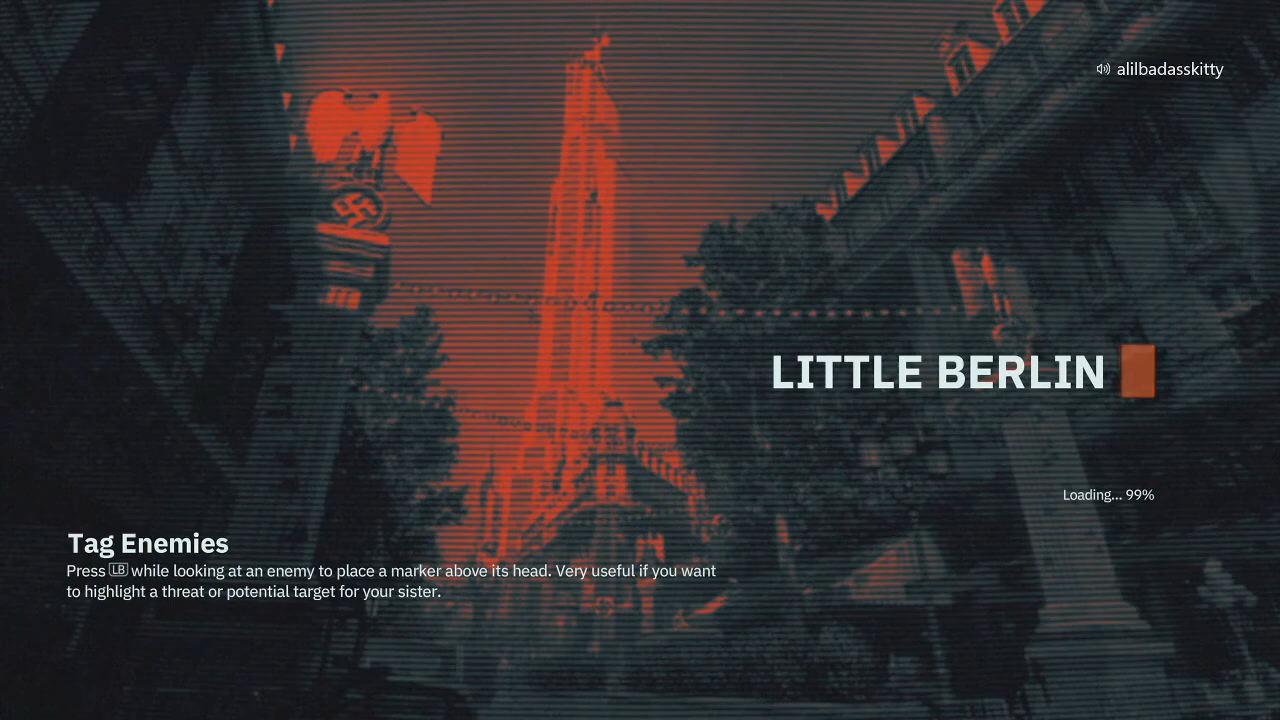 alilbadasskitty
LITTLE BERLIN
Loading... 99%
Tag Enemies
Press LB while looking at an enemy to place a marker above its head. Very useful if you want
to highlight a threat or potential target for your sister.